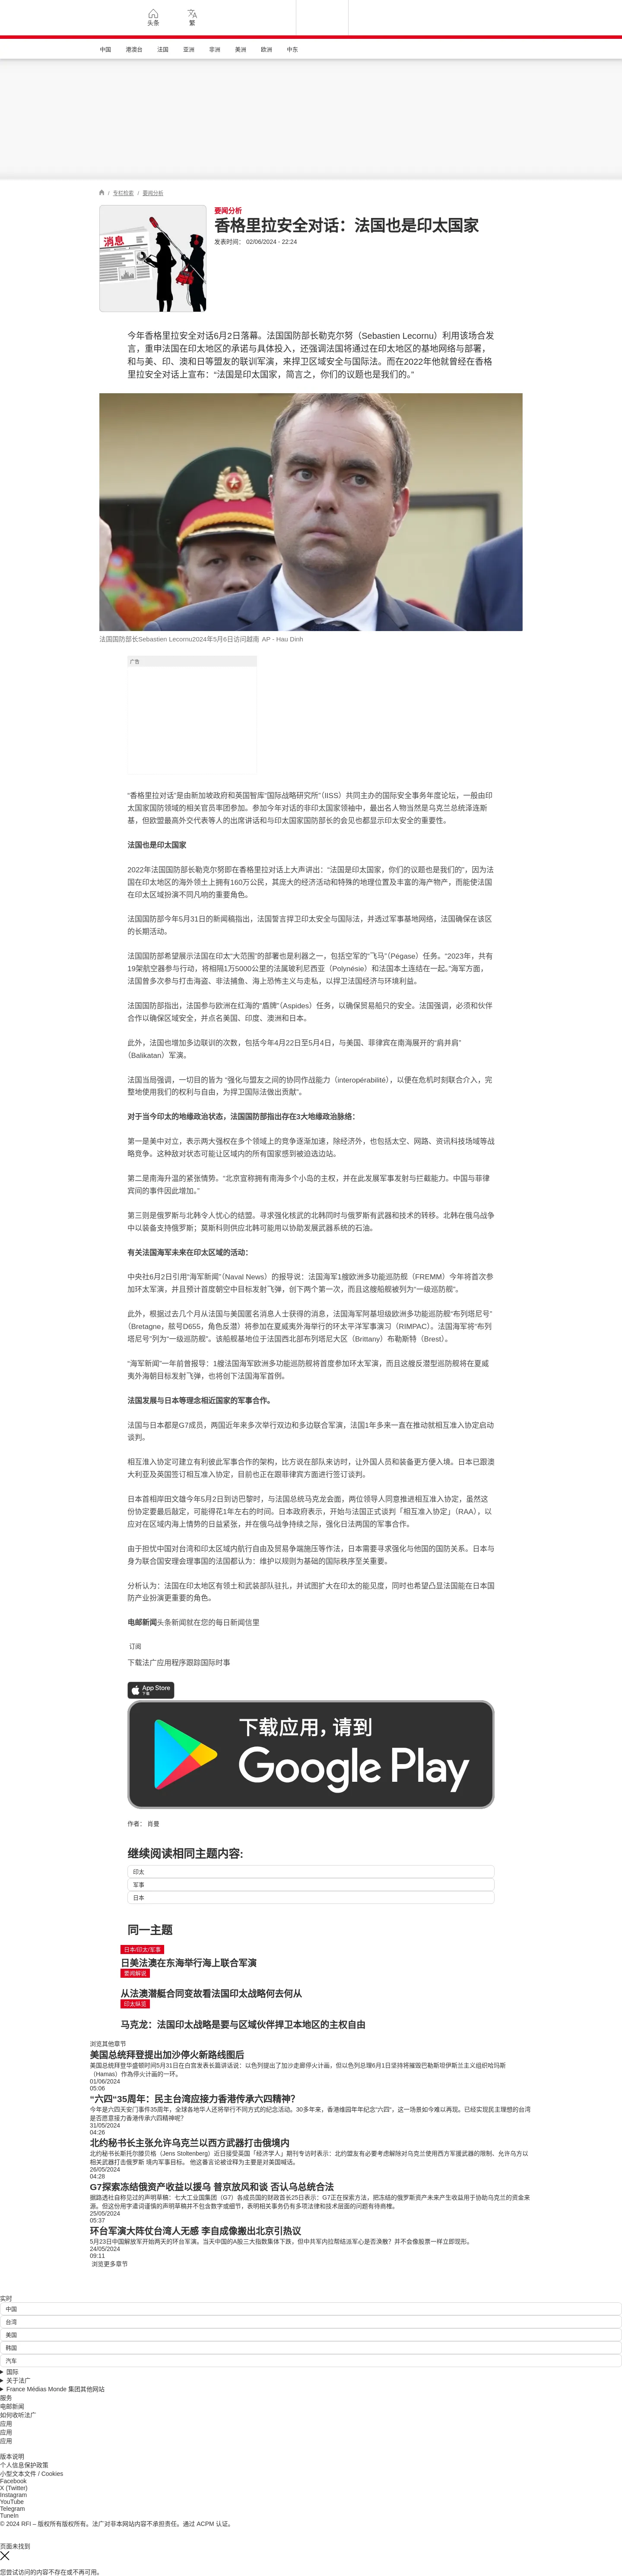 头条
繁
中国 港澳台 法国 亚洲 非洲 美洲 欧洲 中东
/ 专栏检索 / 要闻分析
消息
要闻分析
香格里拉安全对话：法国也是印太国家
发表时间： 02/06/2024 - 22:24
今年香格里拉安全对话6月2日落幕。法国国防部长勒克尔努（Sebastien Lecornu）利用该场合发
言，重申法国在印太地区的承诺与具体投入，还强调法国将通过在印太地区的基地网络与部署，
和与美、印、澳和日等盟友的联训军演，来捍卫区域安全与国际法。而在2022年他就曾经在香格
里拉安全对话上宣布：“法国是印太国家，简言之，你们的议题也是我们的。”
法国国防部长Sebastien Lecornu2024年5月6日访问越南 AP - Hau Dinh
广告
“香格里拉对话”是由新加坡政府和英国智库“国际战略研究所”（IISS）共同主办的国际安全事务年度论坛，一般由印
太国家国防领域的相关官员率团参加。参加今年对话的非印太国家领袖中，最出名人物当然是乌克兰总统泽连斯
基，但欧盟最高外交代表等人的出席讲话和与印太国家国防部长的会见也都显示印太安全的重要性。
法国也是印太国家
2022年法国国防部长勒克尔努即在香格里拉对话上大声讲出：“法国是印太国家，你们的议题也是我们的”，因为法
国在印太地区的海外领土上拥有160万公民，其庞大的经济活动和特殊的地理位置及丰富的海产物产，而能使法国
在印太区域扮演不同凡响的重要角色。
法国国防部今年5月31日的新闻稿指出，法国誓言捍卫印太安全与国际法，并透过军事基地网络，法国确保在该区
的长期活动。
法国国防部希望展示法国在印太“大范围”的部署也是利器之一，包括空军的“飞马”（Pégase）任务。“2023年，共有
19架航空器参与行动，将相隔1万5000公里的法属玻利尼西亚（Polynésie）和法国本土连结在一起。”海军方面，
法国曾多次参与打击海盗、非法捕鱼、海上恐怖主义与走私，以捍卫法国经济与环境利益。
法国国防部指出，法国参与欧洲在红海的“盾牌”（Aspides）任务，以确保贸易船只的安全。法国强调，必须和伙伴
合作以确保区域安全，并点名美国、印度、澳洲和日本。
此外，法国也增加多边联训的次数，包括今年4月22日至5月4日，与美国、菲律宾在南海展开的“肩并肩”
（Balikatan）军演。
法国当局强调，一切目的皆为 “强化与盟友之间的协同作战能力（interopérabilité），以便在危机时刻联合介入，完
整地使用我们的权利与自由，为捍卫国际法做出贡献”。
对于当今印太的地缘政治状态，法国国防部指出存在3大地缘政治脉络：
第一是美中对立，表示两大强权在多个领域上的竞争逐渐加速，除经济外，也包括太空、网路、资讯科技场域等战
略竞争。这种敌对状态可能让区域内的所有国家感到被迫选边站。
第二是南海升温的紧张情势。“北京宣称拥有南海多个小岛的主权，并在此发展军事发射与拦截能力。中国与菲律
宾间的事件因此增加。”
第三则是俄罗斯与北韩令人忧心的结盟。寻求强化核武的北韩同时与俄罗斯有武器和技术的转移。北韩在俄乌战争
中以装备支持俄罗斯；莫斯科则供应北韩可能用以协助发展武器系统的石油。
有关法国海军未来在印太区域的活动：
中央社6月2日引用“海军新闻”（Naval News）的报导说：法国海军1艘欧洲多功能巡防舰（FREMM）今年将首次参
加环太军演，并且预计首度朝空中目标发射飞弹，创下两个第一次，而且这艘船舰被列为“一级巡防舰”。
此外，根据过去几个月从法国与美国匿名消息人士获得的消息，法国海军阿基坦级欧洲多功能巡防舰“布列塔尼号”
（Bretagne，舷号D655，角色反潜）将参加在夏威夷外海举行的环太平洋军事演习（RIMPAC）。法国海军将“布列
塔尼号”列为“一级巡防舰”。该船舰基地位于法国西北部布列塔尼大区（Brittany）布勒斯特（Brest）。
“海军新闻”一年前曾报导：1艘法国海军欧洲多功能巡防舰将首度参加环太军演，而且这艘反潜型巡防舰将在夏威
夷外海朝目标发射飞弹，也将创下法国海军首例。
法国发展与日本等理念相近国家的军事合作。
法国与日本都是G7成员，两国近年来多次举行双边和多边联合军演，法国1年多来一直在推动就相互准入协定启动
谈判。
相互准入协定可建立有利彼此军事合作的架构，比方说在部队来访时，让外国人员和装备更方便入境。日本已跟澳
大利亚及英国签订相互准入协定，目前也正在跟菲律宾方面进行签订谈判。
日本首相岸田文雄今年5月2日到访巴黎时，与法国总统马克龙会面，两位领导人同意推进相互准入协定，虽然这
份协定要最后敲定，可能得花1年左右的时间。日本政府表示，开始与法国正式谈判「相互准入协定」（RAA），以
应对在区域内海上情势的日益紧张，并在俄乌战争持续之际，强化日法两国的军事合作。
由于担忧中国对台湾和印太区域内航行自由及贸易争端施压等作法，日本需要寻求强化与他国的国防关系。日本与
身为联合国安理会理事国的法国都认为：维护以规则为基础的国际秩序至关重要。
分析认为：法国在印太地区有领土和武装部队驻扎，并试图扩大在印太的能见度，同时也希望凸显法国能在日本国
防产业扮演更重要的角色。
电邮新闻头条新闻就在您的每日新闻信里
订阅
下载法广应用程序跟踪国际时事
App Store
下载
下载应用，请到
Google Play
作者： 肖曼
继续阅读相同主题内容:
印太
军事
日本
同一主题
日本/印太/军事
日美法澳在东海举行海上联合军演
要闻解说
从法澳潜艇合同变故看法国印太战略何去何从
印太纵览
马克龙：法国印太战略是要与区域伙伴捍卫本地区的主权自由
浏览其他章节
美国总统拜登提出加沙停火新路线图后
美国总统拜登华盛顿时间5月31日在白宫发表长篇讲话说：以色列提出了加沙走廊停火计画，但以色列总理6月1日坚持将摧毁巴勒斯坦伊斯兰主义组织哈玛斯
（Hamas）作為停火计画的一环。
01/06/2024
05:06
“六四”35周年：民主台湾应接力香港传承六四精神？
今年是六四天安门事件35周年，全球各地华人还将举行不同方式的纪念活动。30多年来，香港维园年年纪念“六四”，这一场景如今难以再现。已经实现民主理想的台湾
是否愿意接力香港传承六四精神呢?
31/05/2024
04:26
北约秘书长主张允许乌克兰以西方武器打击俄境内
北约秘书长斯托尔滕贝格（Jens Stoltenberg）近日接受英国「经济学人」期刊专访时表示：北约盟友有必要考虑解除对乌克兰使用西方军援武器的限制、允许乌方以
相关武器打击俄罗斯 境内军事目标。 他这番言论被诠释为主要是对美国喊话。
26/05/2024
04:28
G7探索冻结俄资产收益以援乌 普京放风和谈 否认乌总统合法
据路透社自称见过的声明草稿：七大工业国集团（G7）各成员国的财政首长25日表示：G7正在探索方法，把冻结的俄罗斯资产未来产生收益用于协助乌克兰的资金来
源。但这份用字遣词谨慎的声明草稿并不包含数字或细节，表明相关事务仍有多项法律和技术层面的问题有待商榷。
25/05/2024
05:37
环台军演大阵仗台湾人无感 李自成像搬出北京引热议
5月23日中国解放军开始两天的环台军演。当天中国的A股三大指数集体下跌，但中共军内拉帮结派军心是否涣散？并不会像股票一样立即现形。
24/05/2024
09:11
浏览更多章节
实时
中国
台湾
美国
韩国
汽车
国际
关于法广
France Médias Monde 集团其他网站
服务
电邮新闻
如何收听法广
应用
应用
应用
版本说明
个人信息保护政策
小型文本文件 / Cookies
Facebook
X (Twitter)
Instagram
YouTube
Telegram
TuneIn
© 2024 RFI – 版权所有版权所有。法广对非本网站内容不承担责任。通过 ACPM 认证。
页面未找到
您尝试访问的内容不存在或不再可用。